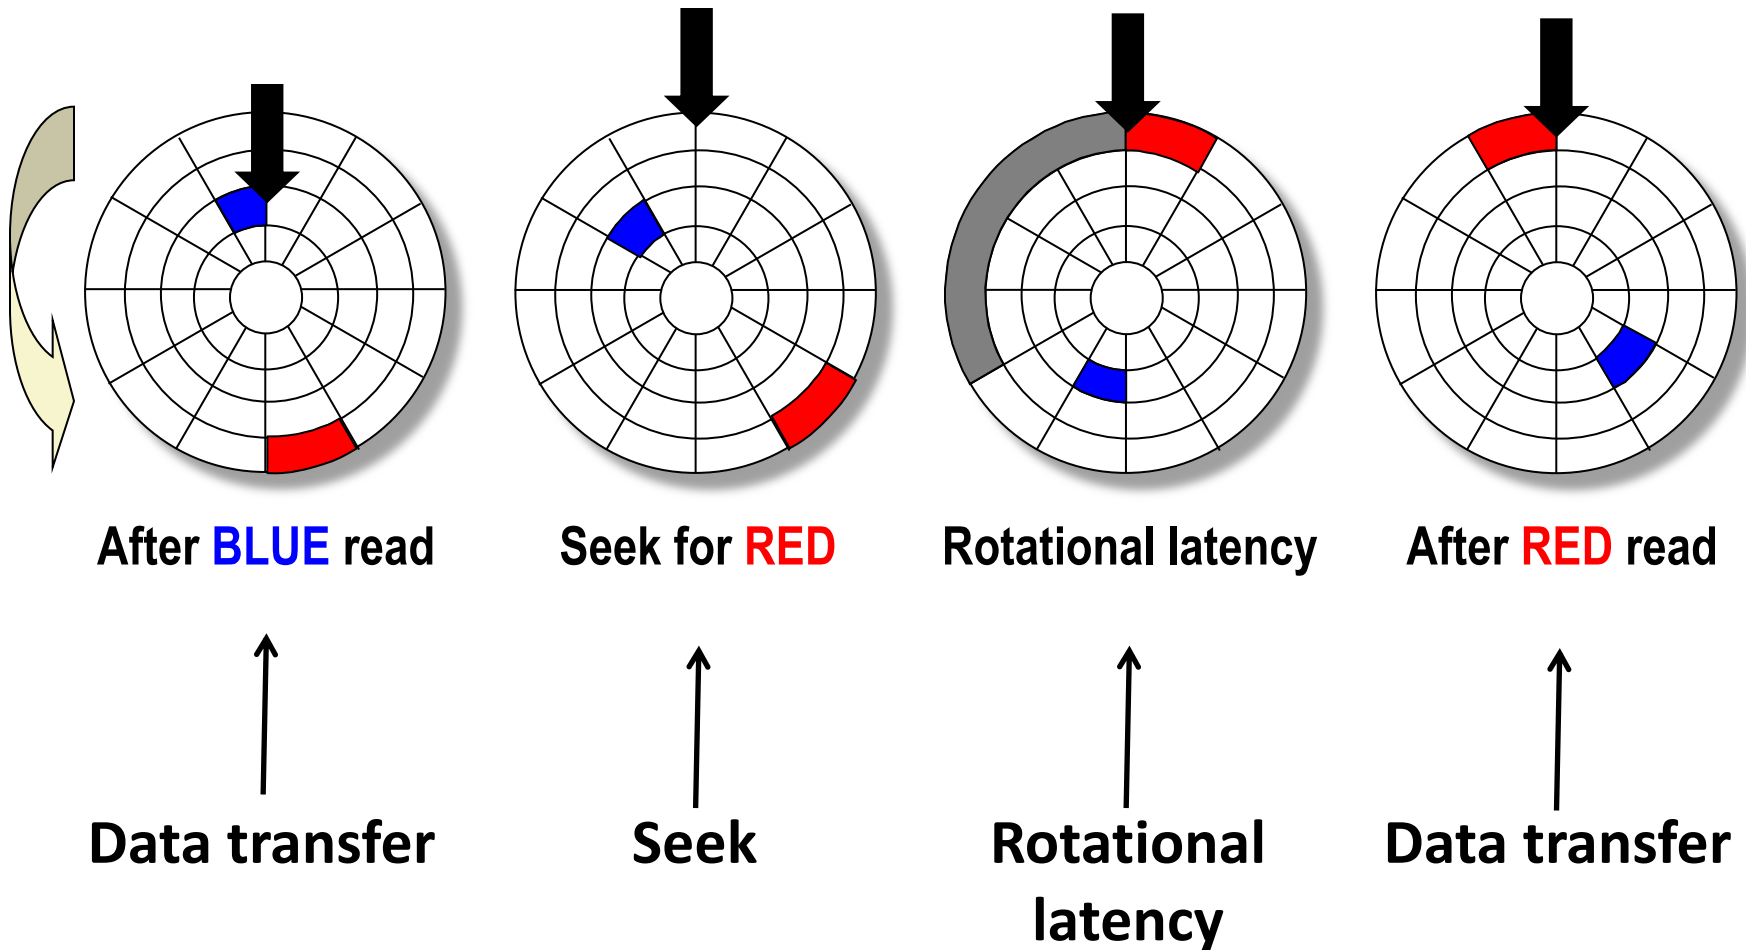 After BLUE read
Seek for RED
Rotational latency
After RED read
Data transfer
Seek
Rotational
latency
Data transfer